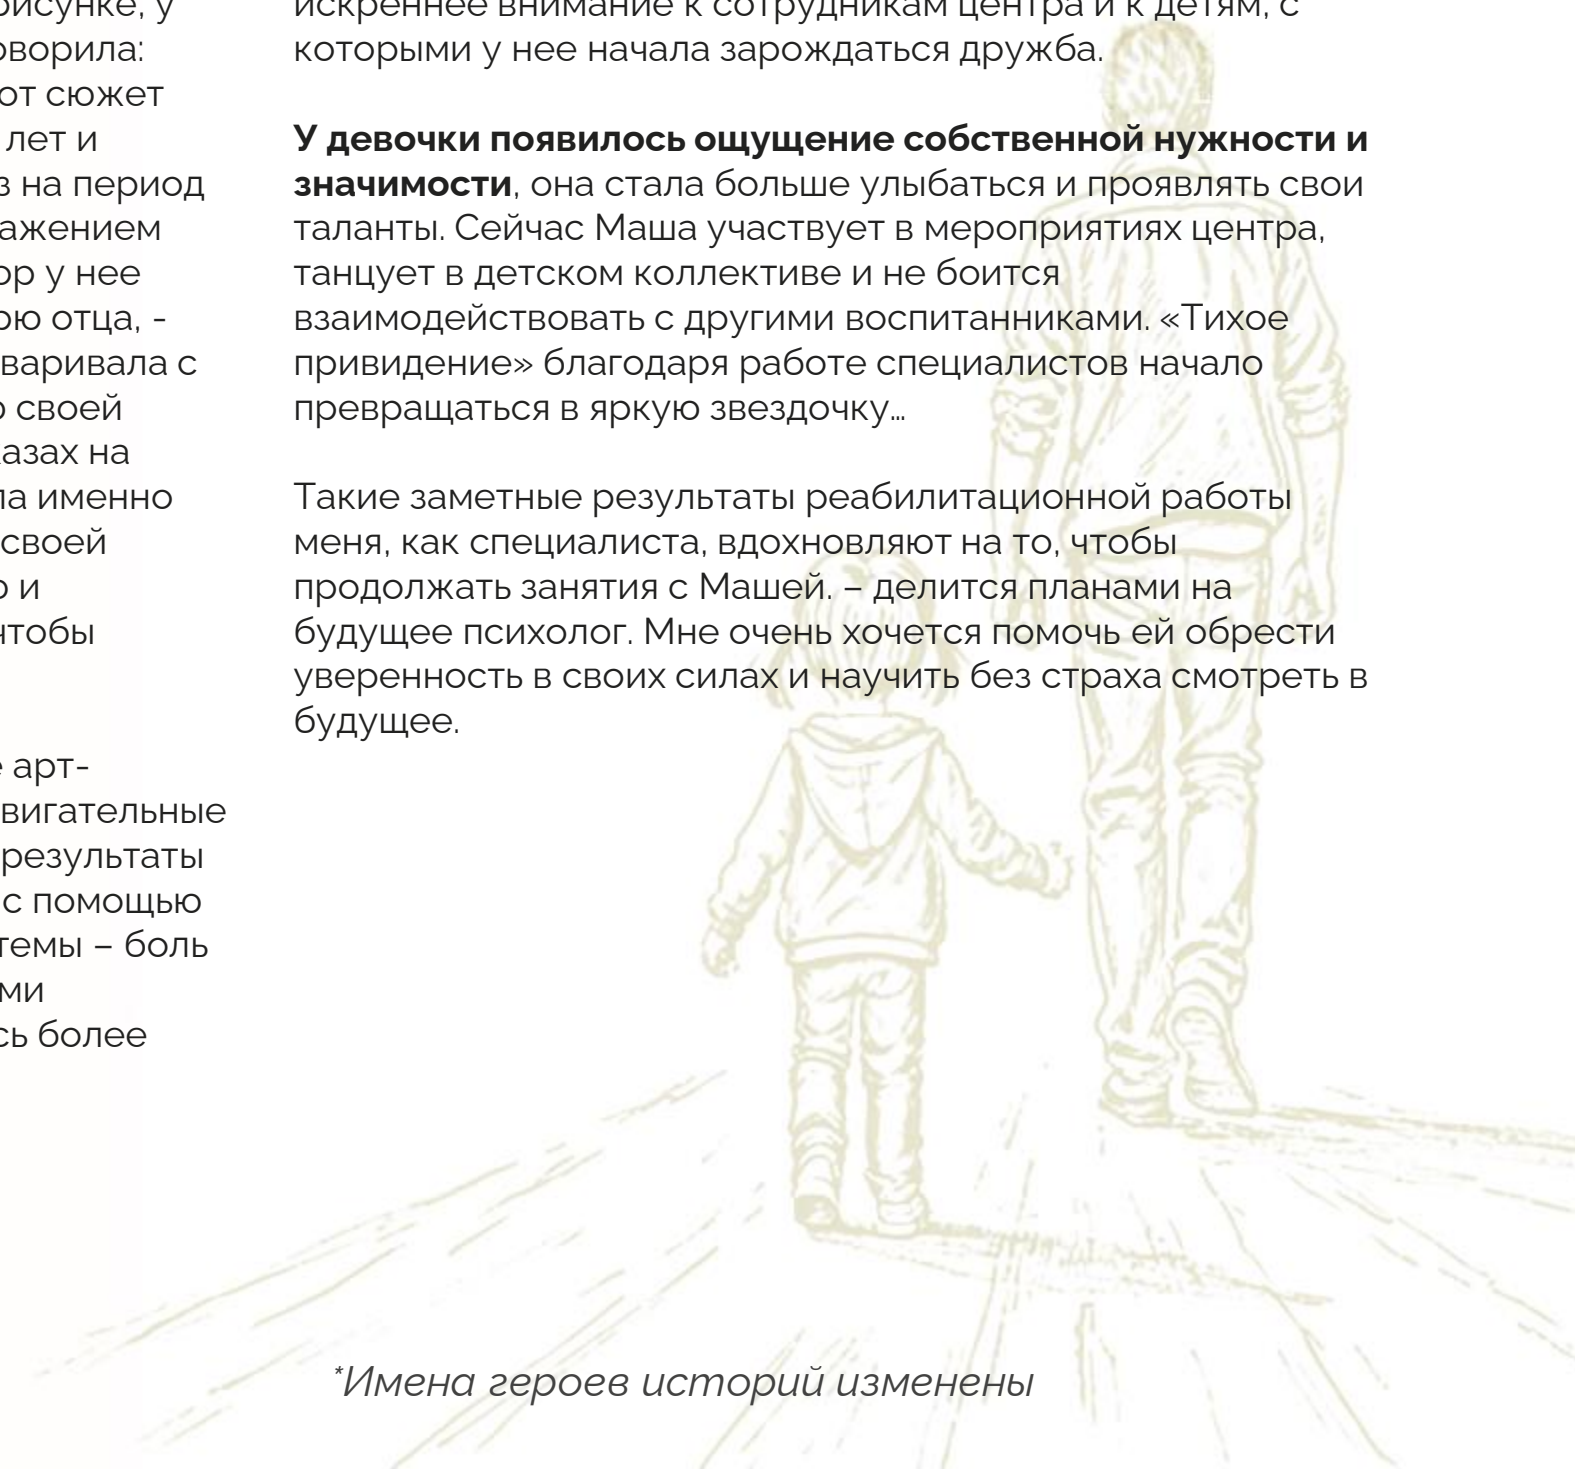 рисунке, у
оворила:
от сюжет
лет и
з на период
ажением
ор у нее
ою отца, -
варивала с
о своей
казах на
ла именно
своей
о и
чтобы
е арт-
вигательные
результаты
с помощью
темы – боль
ми
сь более
искреннее внимание к сотрудникам центра и к детям, с
которыми у нее начала зарождаться дружба.
У девочки появилось ощущение собственной нужности и
значимости, она стала больше улыбаться и проявлять свои
таланты. Сейчас Маша участвует в мероприятиях центра,
танцует в детском коллективе и не боится
взаимодействовать с другими воспитанниками. «Тихое
привидение» благодаря работе специалистов начало
превращаться в яркую звездочку…
Такие заметные результаты реабилитационной работы
меня, как специалиста, вдохновляют на то, чтобы
продолжать занятия с Машей. – делится планами на
будущее психолог. Мне очень хочется помочь ей обрести
уверенность в своих силах и научить без страха смотреть в
будущее.
*Имена героев историй изменены